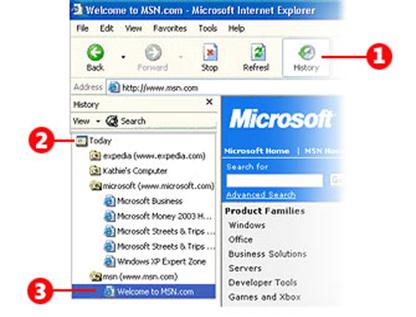 Welcome to MSN.com - Microsoft Internet Explorer
File Edit View Favorites Tools Help
Back Forward Stop Refresl History
1
Address http://www.msn.com
History ×
View Search
2
Today
expedia (www.expedia.com)
Kathie's Computer
microsoft (www.microsoft.com)
Microsoft Business
Microsoft Money 2003 H...
Microsoft Streets & Trips ...
Microsoft Streets & Trips ...
Windows XP Expert Zone
msn (www.msn.com)
3
Welcome to MSN.com
Microsoft
Microsoft Home | MSN
Search for
Advanced Search
Product Families
Windows
Office
Business Solutions
Servers
Developer Tools
Games and Xbox